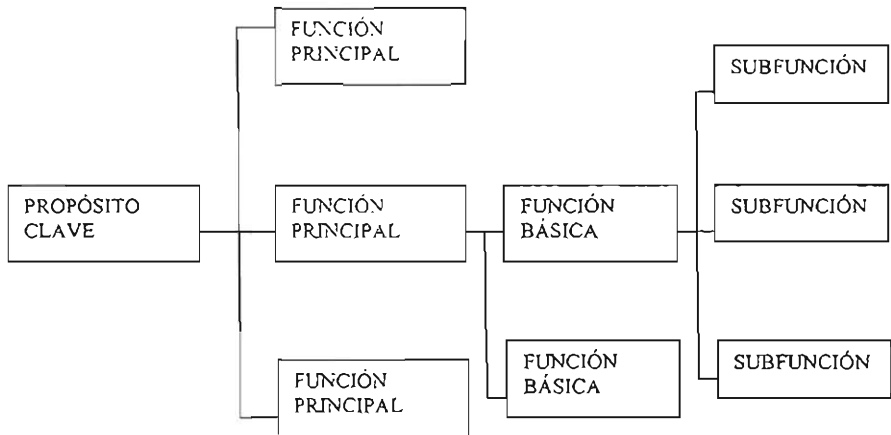 FUNCIÓN
PRINCIPAL
SUBFUNCIÓN
PROPÓSITO
CLAVE
FUNCIÓN
PRINCIPAL
FUNCIÓN
BÁSICA
SUBFUNCIÓN
FUNCIÓN
PRINCIPAL
FUNCIÓN
BÁSICA
SUBFUNCIÓN